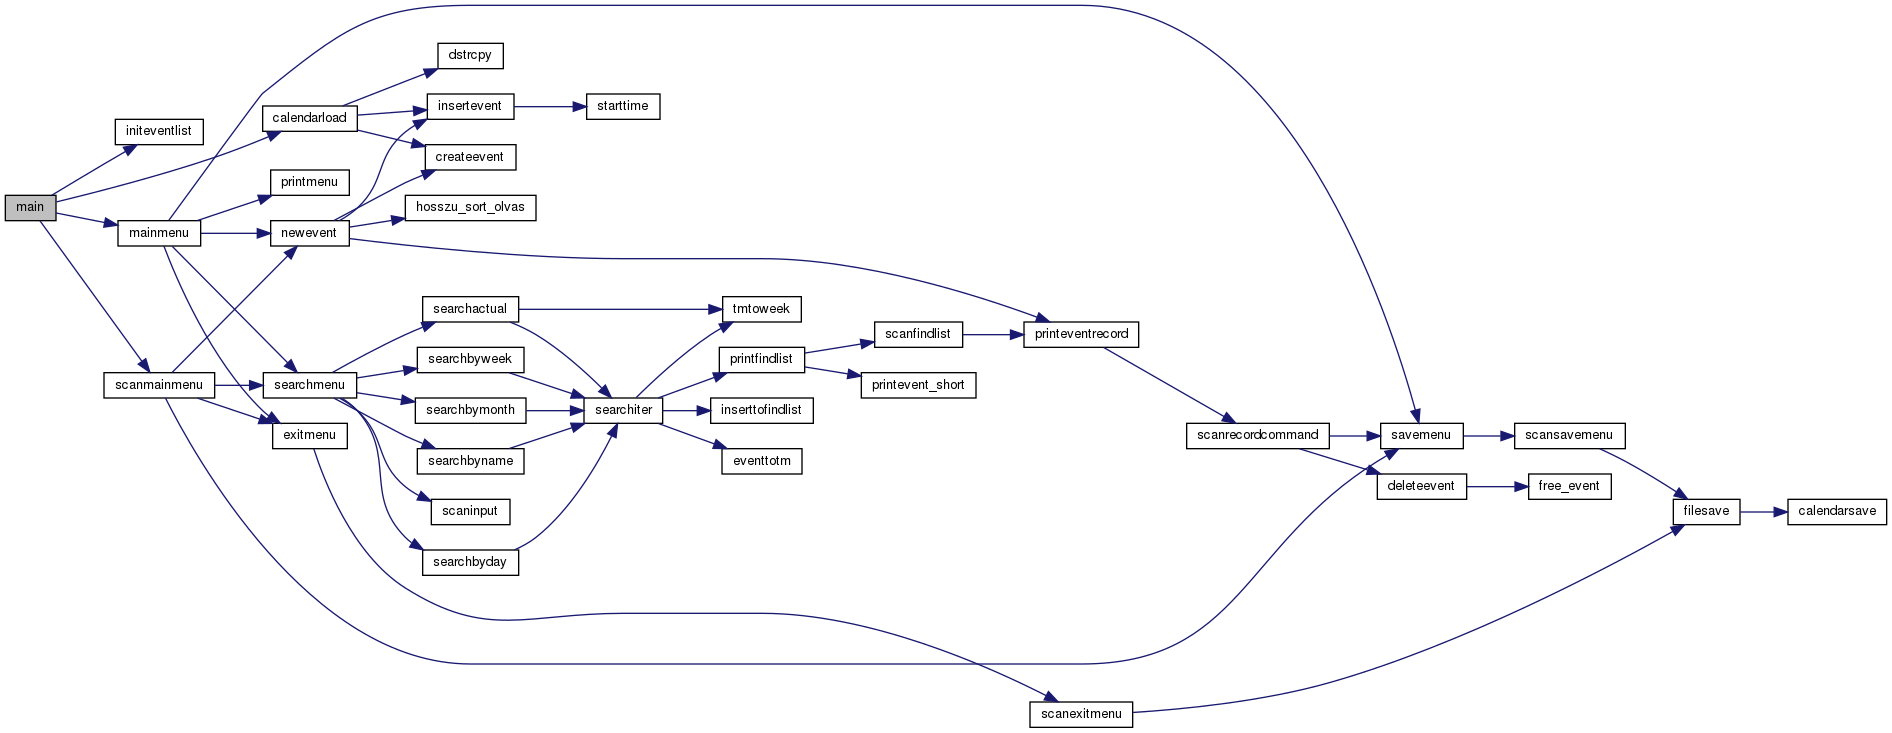 dstrcpy
insertevent
starttime
calendarload
initeventlist
createevent
printmenu
main
hosszu_sort_olvas
mainmenu
newevent
searchactual
tmtoweek
scanfindlist
printeventrecord
searchbyweek
printfindlist
scanmainmenu
searchmenu
printevent_short
searchbymonth
searchiter
inserttofindlist
exitmenu
scanrecordcommand
savemenu
scansavemenu
searchbyname
eventtotm
deleteevent
free_event
scaninput
filesave
calendarsave
searchbyday
scanexitmenu